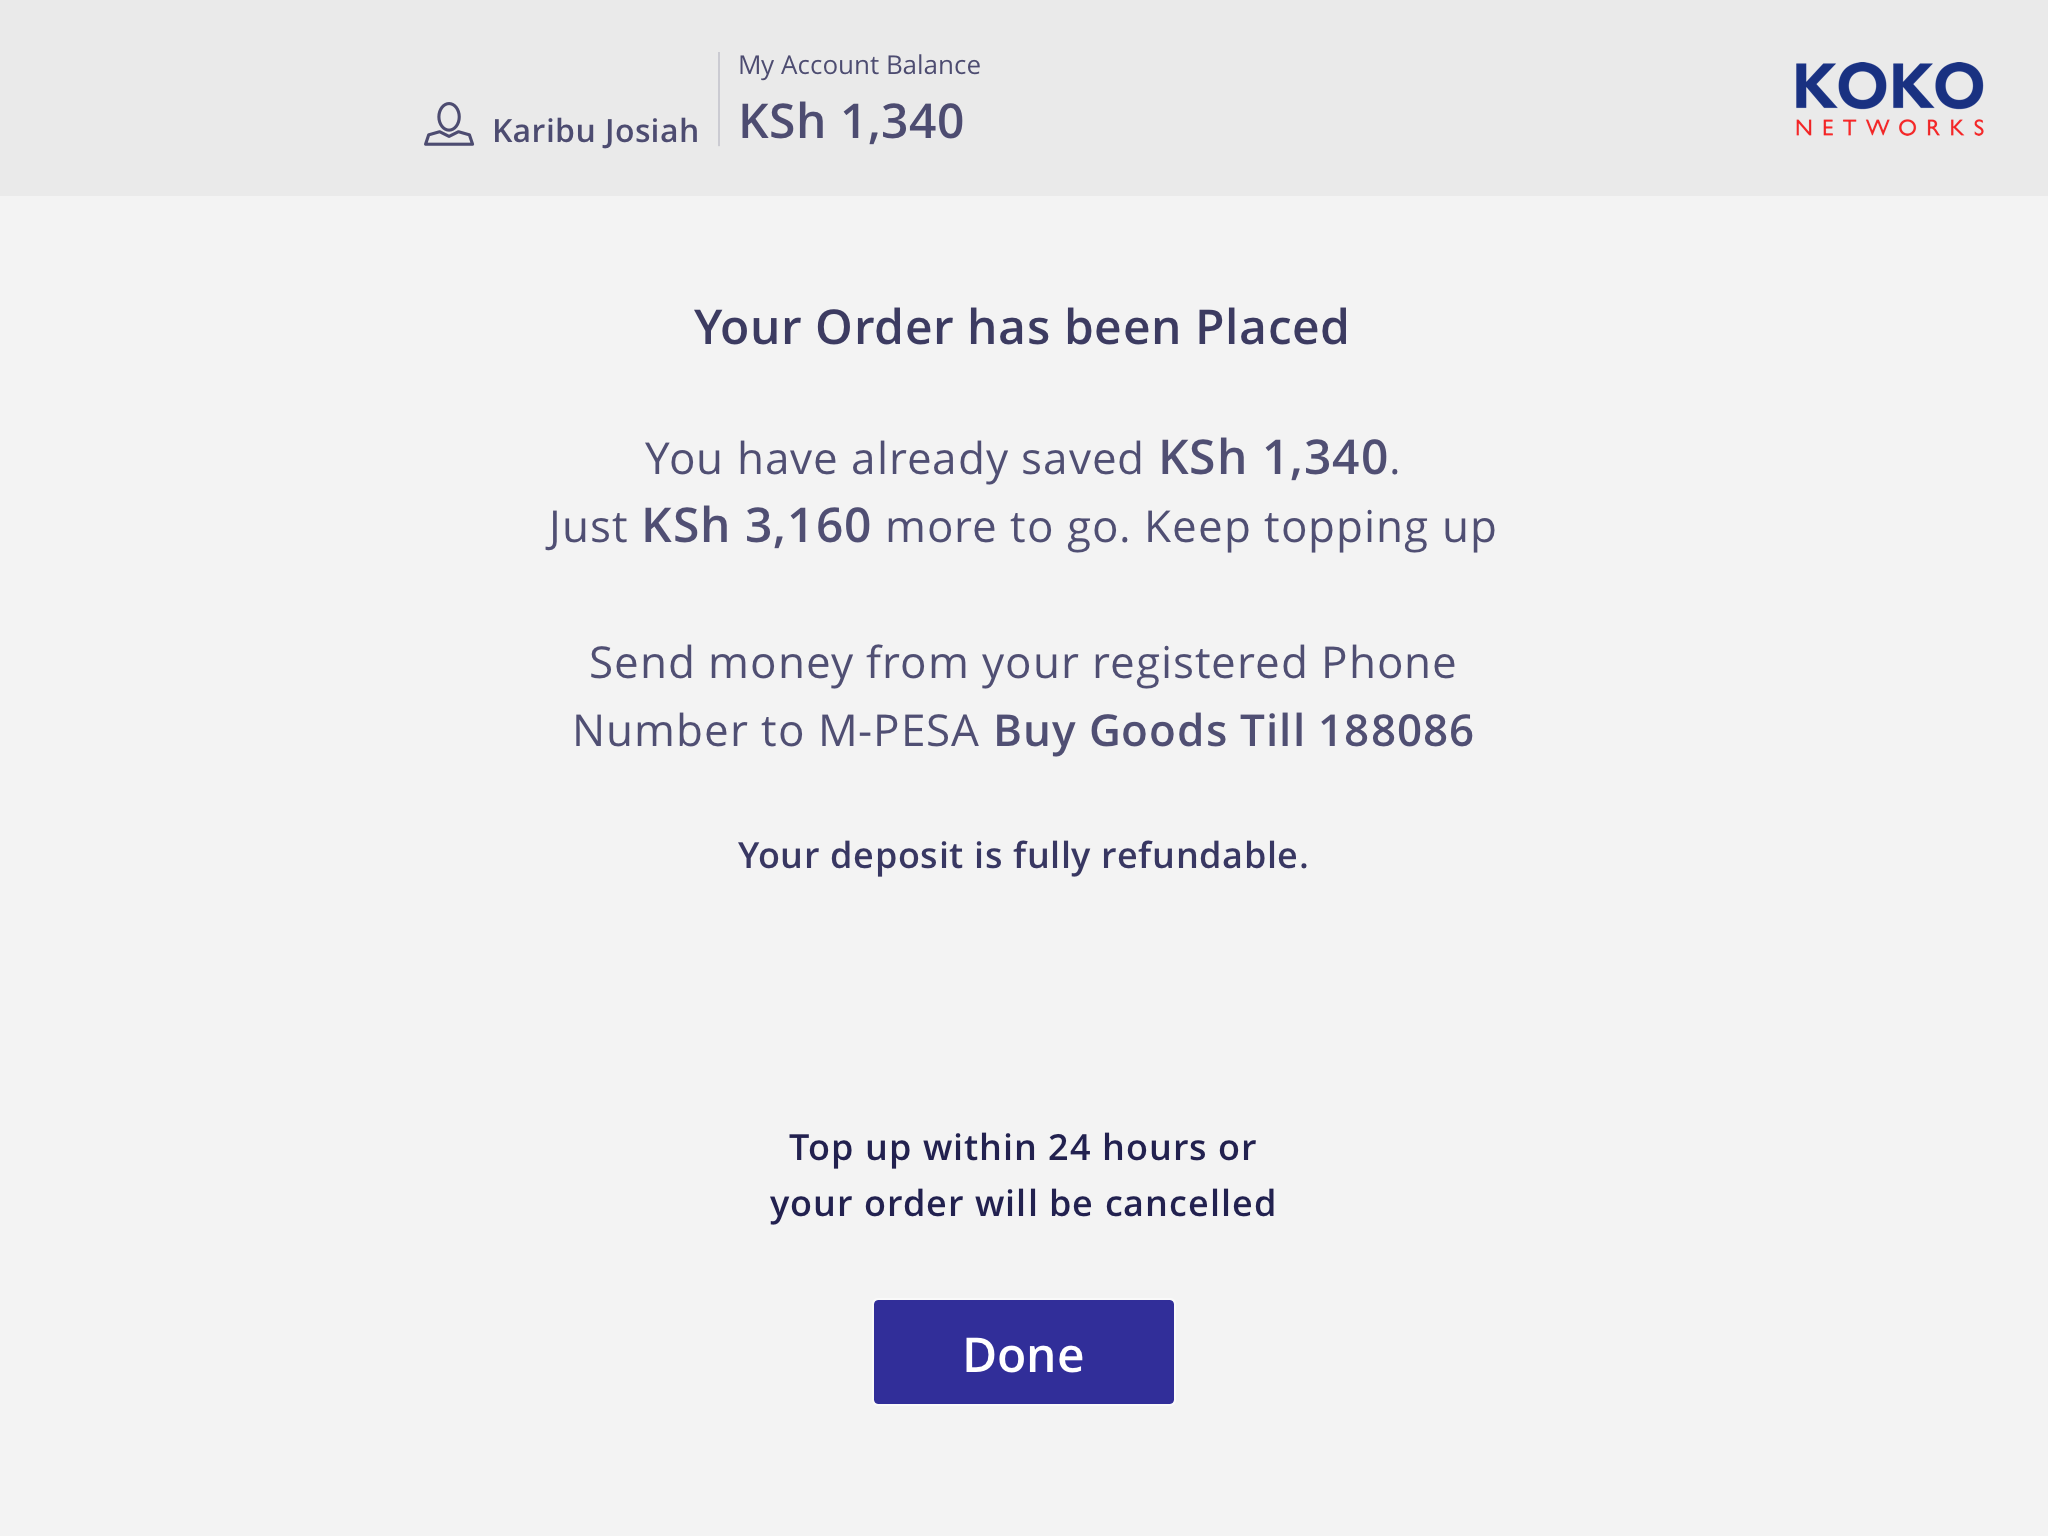 My Account Balance
Karibu Josiah
KSh 1,340
KOKO
NETWORKS
Your Order has been Placed
You have already saved KSh 1,340.
Just KSh 3,160 more to go. Keep topping up
Send money from your registered Phone
Number to M-PESA Buy Goods Till 188086
Your deposit is fully refundable.
Top up within 24 hours or
your order will be cancelled
Done